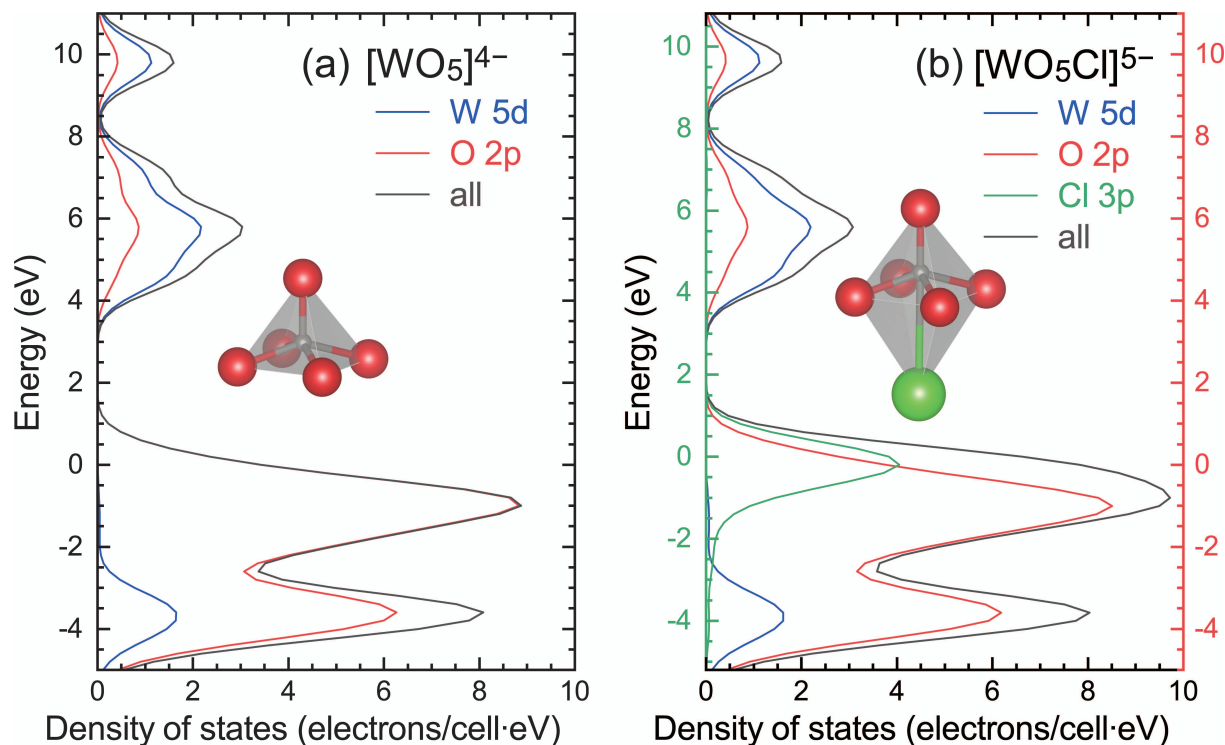 (a) [WO₅]⁴⁻
W 5d
O 2p
all
10
8
6
4
2
0
-2
-4
Energy (eV)
0 2 4 6 8 10
Density of states (electrons/cell·eV)
(b) [WO₅Cl]⁵⁻
W 5d
O 2p
Cl 3p
all
10
8
6
4
2
0
-2
-4
Energy (eV)
10
8
6
4
2
0
-2
-4
0 2 4 6 8 10
Density of states (electrons/cell·eV)